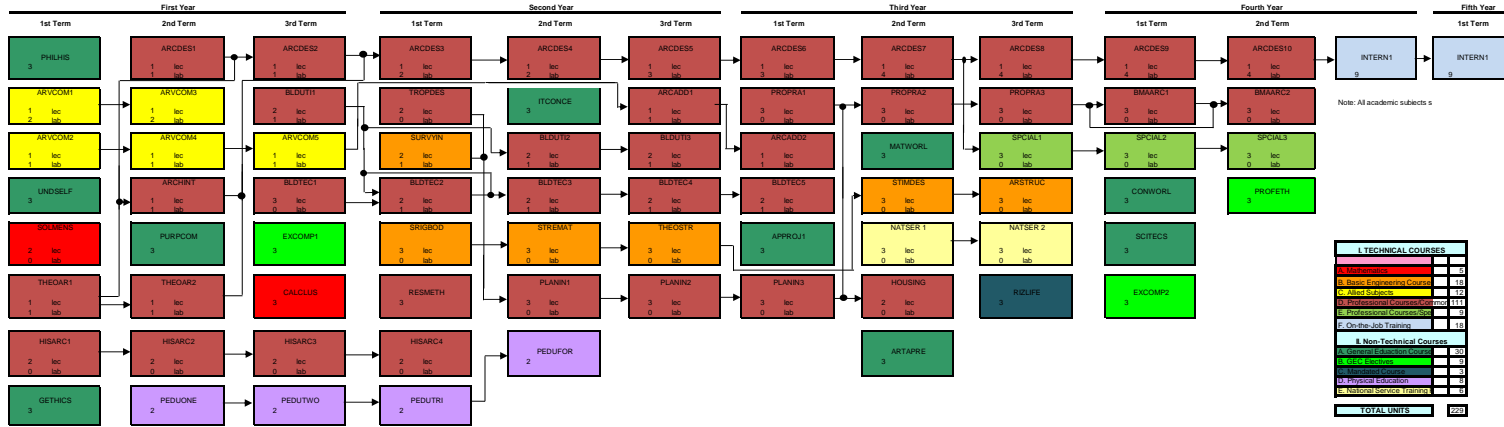 First Year
Second Year
Third Year
Fourth Year
Fifth Year
1st Term
2nd Term
3rd Term
1st Term
2nd Term
3rd Term
1st Term
2nd Term
3rd Term
1st Term
2nd Term
1st Term
PHILHIS
3
ARCDES1
1 lec
1 lab
ARCDES2
1 lec
1 lab
ARCDES3
1 lec
2 lab
ARCDES4
1 lec
2 lab
ARCDES5
1 lec
3 lab
ARCDES6
1 lec
3 lab
ARCDES7
1 lec
4 lab
ARCDES8
1 lec
4 lab
ARCDES9
1 lec
4 lab
ARCDES10
1 lec
4 lab
INTERN1
9
INTERN1
9
ARVCOM1
1 lec
2 lab
ARVCOM3
1 lec
2 lab
BLDUTI1
2 lec
1 lab
TROPDES
2 lec
0 lab
ITCONCE
3
ARCADD1
1 lec
1 lab
PROPRA1
3 lec
0 lab
PROPRA2
3 lec
0 lab
PROPRA3
3 lec
0 lab
BMAARC1
3 lec
0 lab
BMAARC2
3 lec
0 lab
Note: All academic subjects s
ARVCOM2
1 lec
1 lab
ARVCOM4
1 lec
1 lab
ARVCOM5
1 lec
1 lab
SURVYIN
2 lec
1 lab
BLDUTI2
2 lec
1 lab
BLDUTI3
2 lec
1 lab
ARCADD2
1 lec
1 lab
MATWORL
3
SPCIAL1
3 lec
0 lab
SPCIAL2
3 lec
0 lab
SPCIAL3
3 lec
0 lab
UNDSELF
3
ARCHINT
1 lec
1 lab
BLDTEC1
3 lec
0 lab
BLDTEC2
2 lec
1 lab
BLDTEC3
2 lec
1 lab
BLDTEC4
2 lec
1 lab
BLDTEC5
2 lec
1 lab
STIMDES
3 lec
0 lab
ARSTRUC
3 lec
0 lab
CONWORL
3
PROFETH
3
SOLMENS
2 lec
0 lab
PURPCOM
3
EXCOMP1
3
SRIGBOD
3 lec
0 lab
STREMAT
3 lec
0 lab
THEOSTR
3 lec
0 lab
APPROJ1
3
NATSER 1
3 lec
0 lab
NATSER 2
3 lec
0 lab
SCITECS
3
THEOAR1
1 lec
1 lab
THEOAR2
1 lec
1 lab
CALCLUS
3
RESMETH
3
PLANIN1
3 lec
0 lab
PLANIN2
3 lec
0 lab
PLANIN3
3 lec
0 lab
HOUSING
2 lec
0 lab
RIZLIFE
3
EXCOMP2
3
HISARC1
2 lec
0 lab
HISARC2
2 lec
0 lab
HISARC3
2 lec
0 lab
HISARC4
2 lec
0 lab
PEDUFOR
2
ARTAPRE
3
GETHICS
3
PEDUONE
2
PEDUTWO
2
PEDUTRI
2
I. TECHNICAL COURSES
A. Mathematics 5
B. Basic Engineering Course 18
C. Allied Subjects 12
D. Professional Courses/Common 111
E. Professional Courses/Spe 9
F. On-the-Job Training 18
II. Non-Technical Courses
A. General Eduaction Cours 30
B. GEC Electives 9
C. Mandated Course 3
D. Physical Education 8
E. National Service Training 6
TOTAL UNITS 229